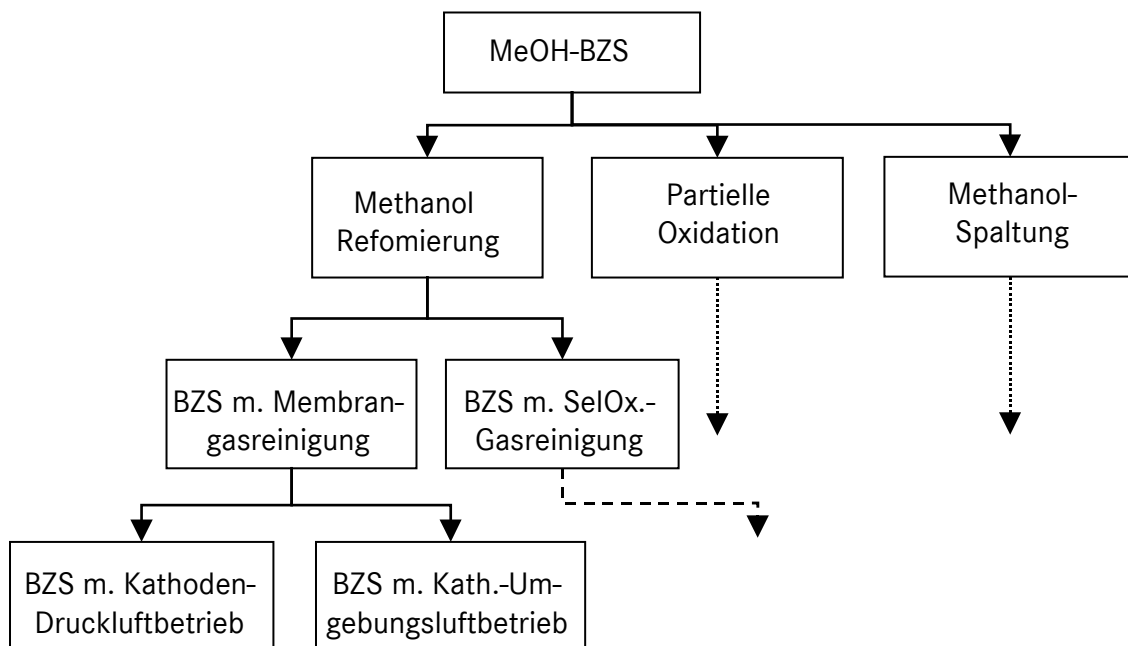 MeOH-BZS
Methanol
Refomierung
Partielle
Oxidation
Methanol-
Spaltung
BZS m. Membran-
gasreinigung
BZS m. SelOx.-
Gasreinigung
BZS m. Kathoden-
Druckluftbetrieb
BZS m. Kath.-Um-
gebungsluftbetrieb